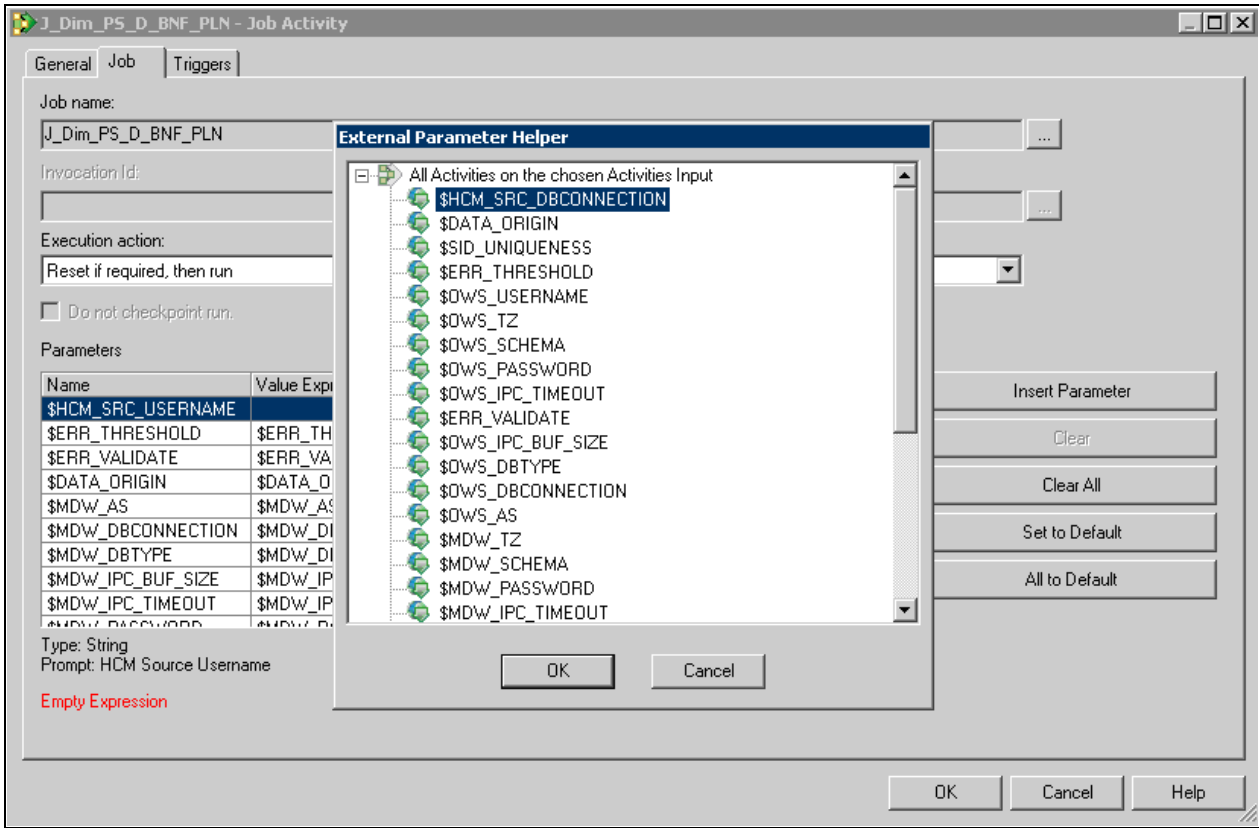 J_Dim_PS_D_BNF_PLN - Job Activity
General Job Triggers
Job name:
J_Dim_PS_D_BNF_PLN
...
Invocation Id:
...
Execution action:
Reset if required, then run
Do not checkpoint run.
Parameters
Name Value Expr
$HCM_SRC_USERNAME
$ERR_THRESHOLD $ERR_TH
$ERR_VALIDATE $ERR_VA
$DATA_ORIGIN $DATA_O
$MDW_AS $MDW_AS
$MDW_DBCONNECTION $MDW_DB
$MDW_DBTYPE $MDW_DB
$MDW_IPC_BUF_SIZE $MDW_IP
$MDW_IPC_TIMEOUT $MDW_IP
Type: String
Prompt: HCM Source Username
Empty Expression
External Parameter Helper
All Activities on the chosen Activities Input
$HCM_SRC_DBCONNECTION
$DATA_ORIGIN
$SID_UNIQUENESS
$ERR_THRESHOLD
$OWS_USERNAME
$OWS_TZ
$OWS_SCHEMA
$OWS_PASSWORD
$OWS_IPC_TIMEOUT
$ERR_VALIDATE
$OWS_IPC_BUF_SIZE
$OWS_DBTYPE
$OWS_DBCONNECTION
$OWS_AS
$MDW_TZ
$MDW_SCHEMA
$MDW_PASSWORD
$MDW_IPC_TIMEOUT
OK Cancel
Insert Parameter
Clear
Clear All
Set to Default
All to Default
OK Cancel Help